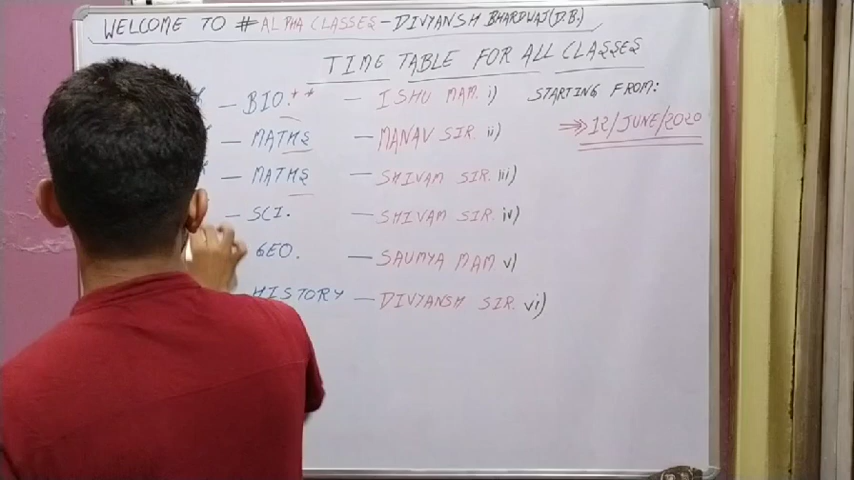 WELCOME TO #ALPHA CLASSES - DIVYANSH BHARDWAJ(D.B.)
TIME TABLE FOR ALL CLASSES
- BIO.** - ISHU MAM. i) STARTING FROM:
- MATHS - MANAV SIR. ii) 12/JUNE/2020
- MATHS - SHIVAM SIR. iii)
- SCI. - SHIVAM SIR. iv)
GEO. - SAUMYA MAM v)
HISTORY - DIVYANSH SIR. vi)